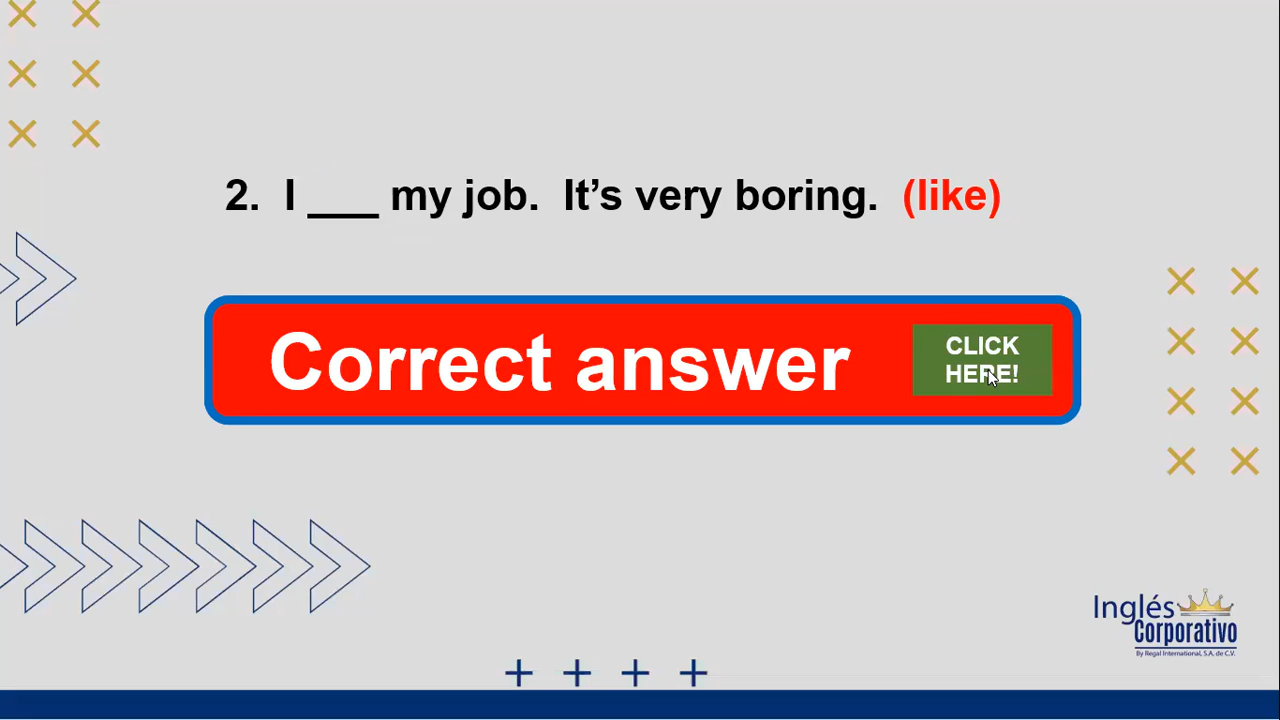 2. I ___ my job. It’s very boring. (like)
Correct answer
CLICK
HERE!
Inglés
Corporativo
By Regal International, S.A. de C.V.